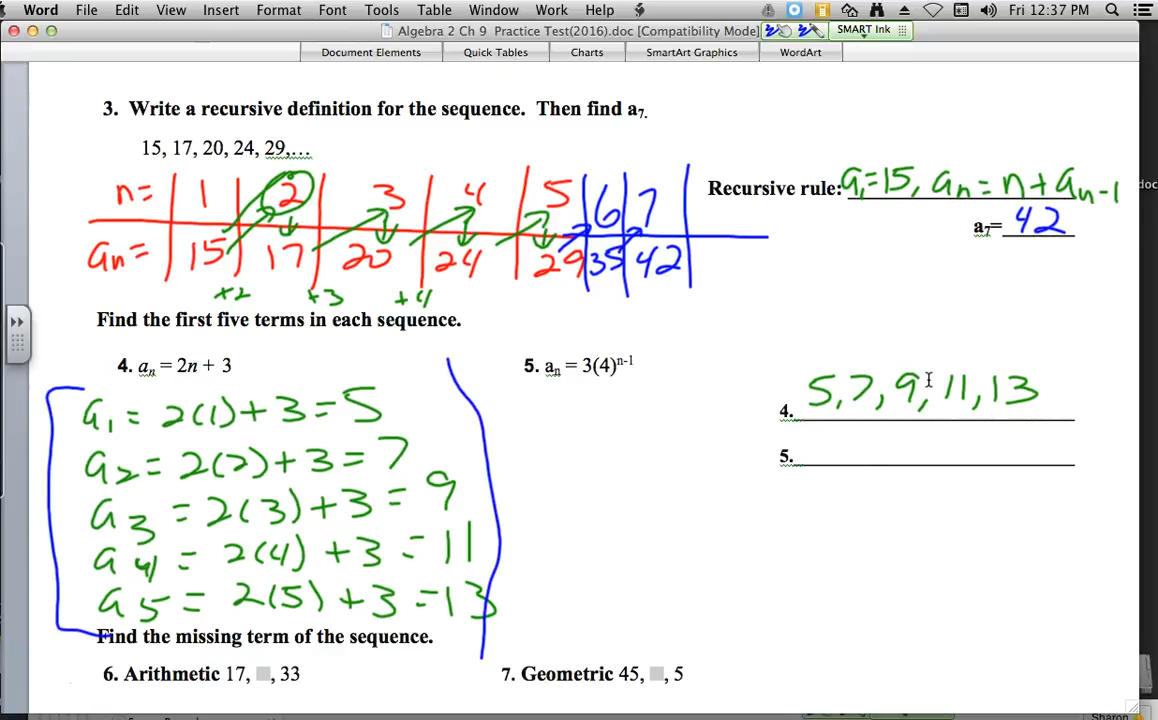 Word File Edit View Insert Format Font Tools Table Window Work Help Fri 12:37 PM
Algebra 2 Ch 9 Practice Test(2016).doc [Compatibility Mode] SMART Ink
Document Elements Quick Tables Charts SmartArt Graphics WordArt
3. Write a recursive definition for the sequence. Then find a7.
15, 17, 20, 24, 29,...
n= 1 2 3 4 5 6 7
an= 15 17 20 24 29 35 42
+2 +3 +4
Recursive rule: a1=15, an=n+an-1
a7= 42
Find the first five terms in each sequence.
4. an = 2n + 3
5. an = 3(4)^n-1
a1 = 2(1)+3=5
a2 = 2(2)+3=7
a3 = 2(3)+3=9
a4 = 2(4)+3=11
a5 = 2(5)+3=13
4. 5,7,9,11,13
5.
Find the missing term of the sequence.
6. Arithmetic 17, ■, 33
7. Geometric 45, ■, 5
Sharon